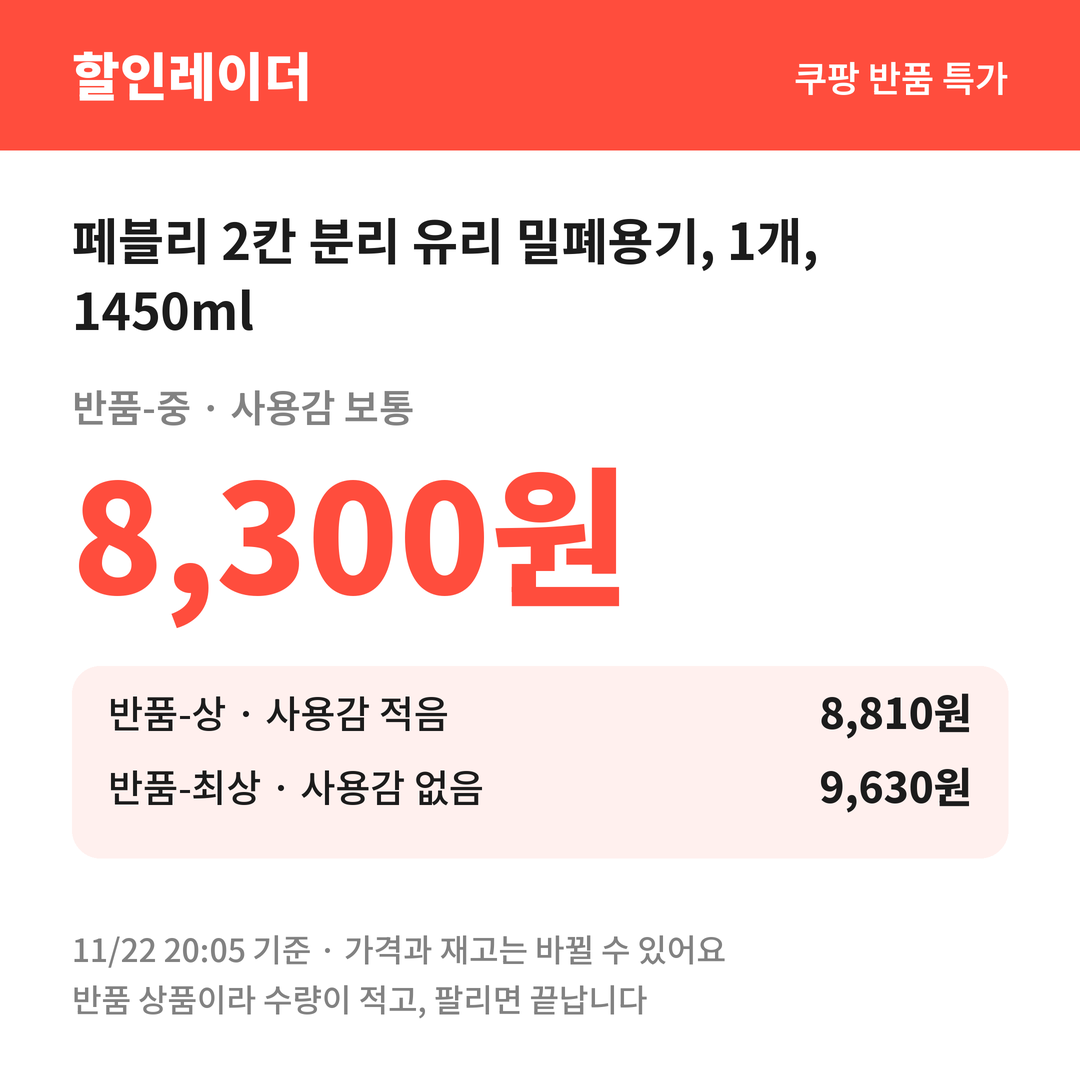 할인레이더
쿠팡 반품 특가
페블리 2칸 분리 유리 밀폐용기, 1개,
1450ml
반품-중 · 사용감 보통
8,300원
반품-상 · 사용감 적음
8,810원
반품-최상 · 사용감 없음
9,630원
11/22 20:05 기준 · 가격과 재고는 바뀔 수 있어요
반품 상품이라 수량이 적고, 팔리면 끝납니다